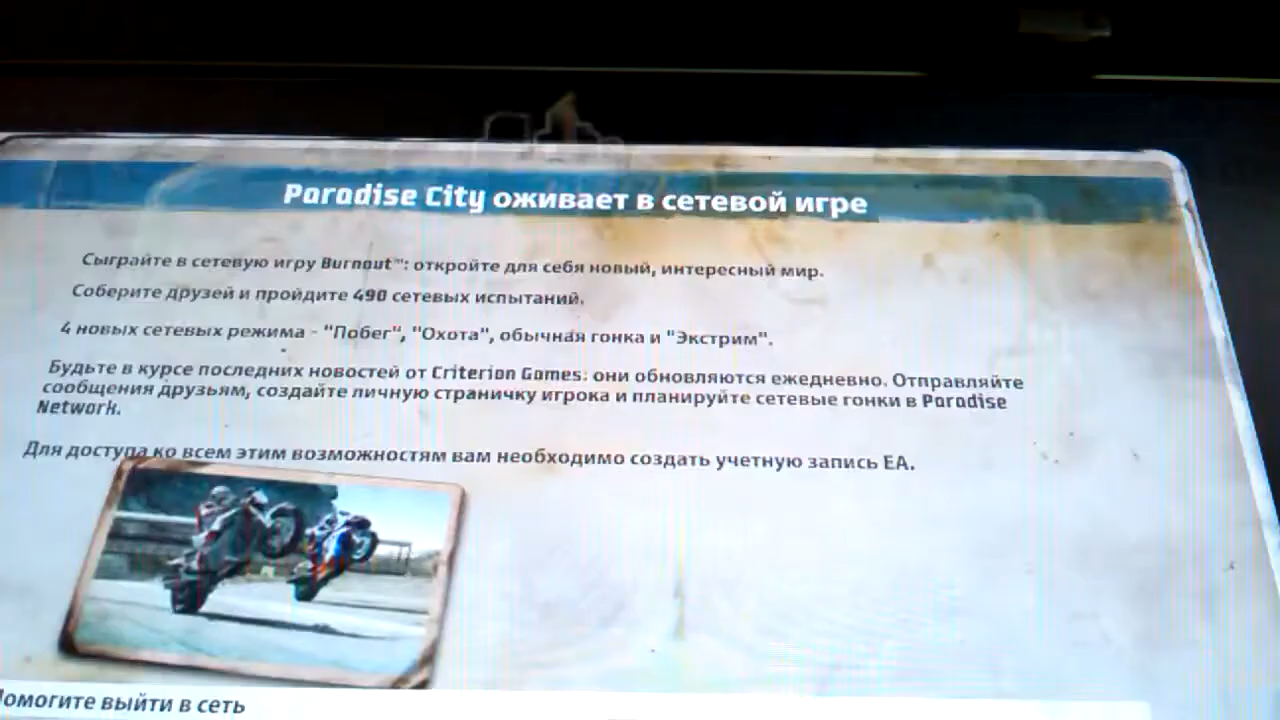 Paradise City оживает в сетевой игре
Сыграйте в сетевую игру Burnout™: откройте для себя новый, интересный мир.
Соберите друзей и пройдите 490 сетевых испытаний.
4 новых сетевых режима - "Побег", "Охота", обычная гонка и "Экстрим".
Будьте в курсе последних новостей от Criterion Games: они обновляются ежедневно. Отправляйте
сообщения друзьям, создайте личную страничку игрока и планируйте сетевые гонки в Paradise
Network.
Для доступа ко всем этим возможностям вам необходимо создать учетную запись EA.
Помогите выйти в сеть